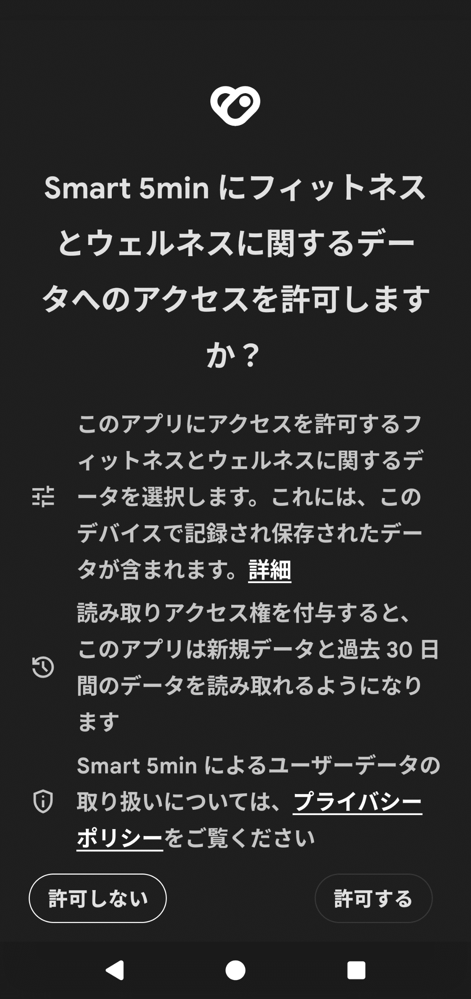 Smart 5min にフィットネス
とウェルネスに関するデー
タへのアクセスを許可します
か？
このアプリにアクセスを許可するフ
ィットネスとウェルネスに関するデ
ータを選択します。これには、この
デバイスで記録され保存されたデー
タが含まれます。詳細
読み取りアクセス権を付与すると、
このアプリは新規データと過去 30 日
間のデータを読み取れるようになり
ます
Smart 5min によるユーザーデータの
取り扱いについては、プライバシー
ポリシーをご覧ください
許可しない
許可する